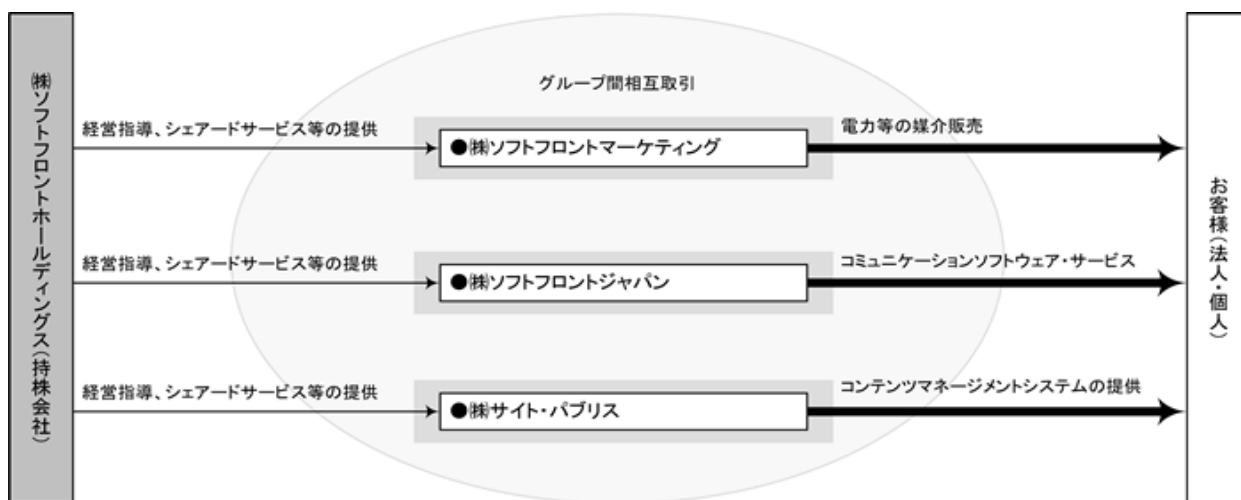 ㈱ソフトフロントホールディングス(持株会社)
グループ間相互取引
経営指導、シェアードサービス等の提供
●㈱ソフトフロントマーケティング
電力等の媒介販売
経営指導、シェアードサービス等の提供
●㈱ソフトフロントジャパン
コミュニケーションソフトウェア・サービス
経営指導、シェアードサービス等の提供
●㈱サイト・パブリス
コンテンツマネージメントシステムの提供
お客様(法人・個人)